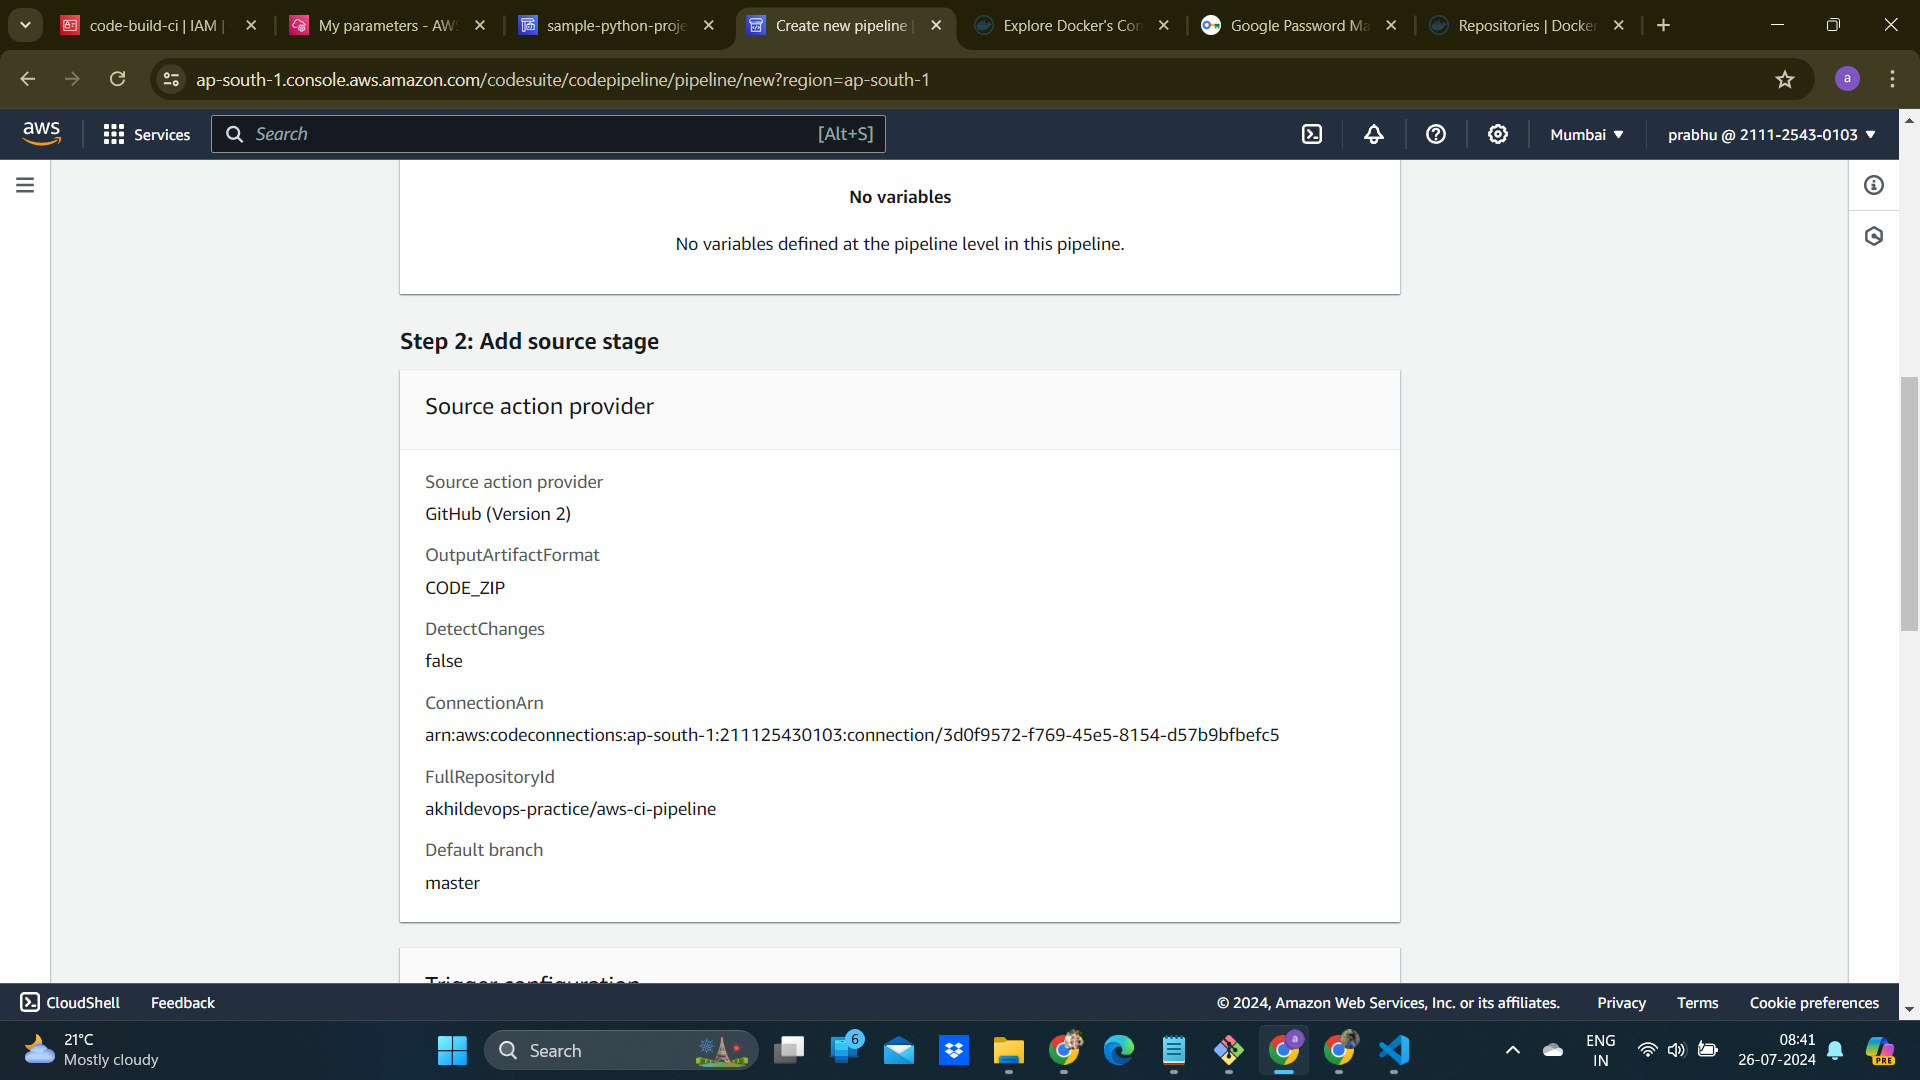 code-build-ci | IAM |
My parameters - AWS
sample-python-proje
Create new pipeline |
Explore Docker's Con
Google Password Ma
Repositories | Docker
ap-south-1.console.aws.amazon.com/codesuite/codepipeline/pipeline/new?region=ap-south-1
a
aws
Services
Search
[Alt+S]
Mumbai
prabhu @ 2111-2543-0103
No variables
No variables defined at the pipeline level in this pipeline.
Step 2: Add source stage
Source action provider
Source action provider
GitHub (Version 2)
OutputArtifactFormat
CODE_ZIP
DetectChanges
false
ConnectionArn
arn:aws:codeconnections:ap-south-1:211125430103:connection/3d0f9572-f769-45e5-8154-d57b9bfbefc5
FullRepositoryId
akhildevops-practice/aws-ci-pipeline
Default branch
master
Trigger configuration
CloudShell
Feedback
© 2024, Amazon Web Services, Inc. or its affiliates.
Privacy
Terms
Cookie preferences
21°C
Mostly cloudy
Search
6
a
ENG
IN
08:41
26-07-2024
PRE